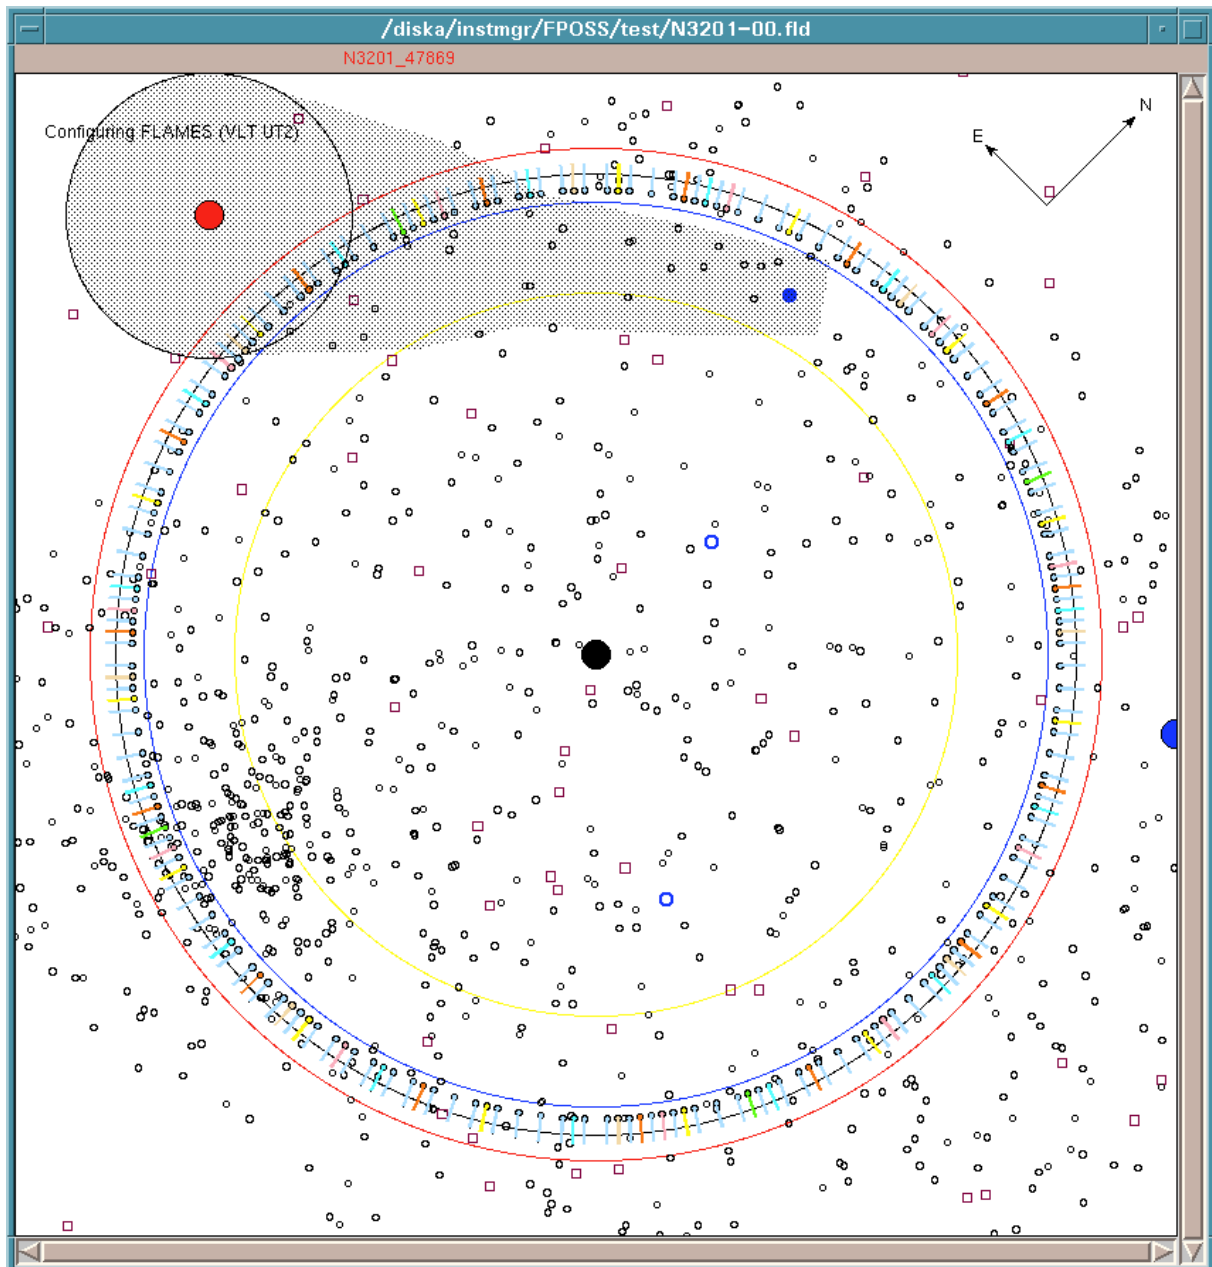 /diska/instmgr/FPOSS/test/N3201-00.fld
N3201_47869
Configuring FLAMES (VLT UT2)
N
E